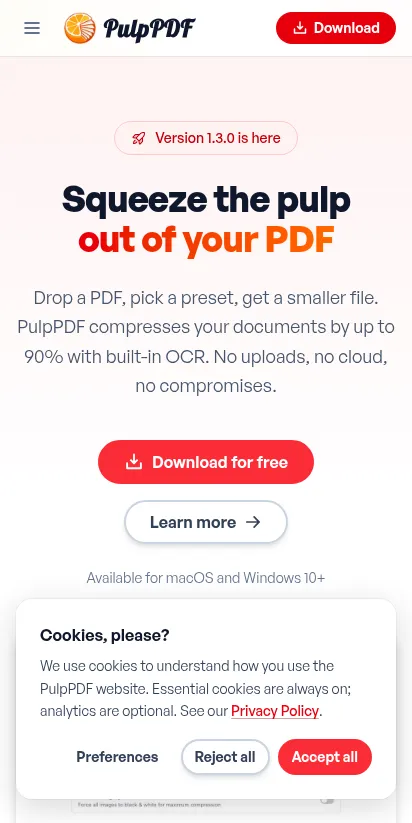 PulpPDF
Download
Version 1.3.0 is here
Squeeze the pulp
out of your PDF
Drop a PDF, pick a preset, get a smaller file.
PulpPDF compresses your documents by up to
90% with built-in OCR. No uploads, no cloud,
no compromises.
Download for free
Learn more
Available for macOS and Windows 10+
Cookies, please?
We use cookies to understand how you use the
PulpPDF website. Essential cookies are always on;
analytics are optional. See our Privacy Policy.
Preferences
Reject all
Accept all
Force all images to black & white for maximum compression